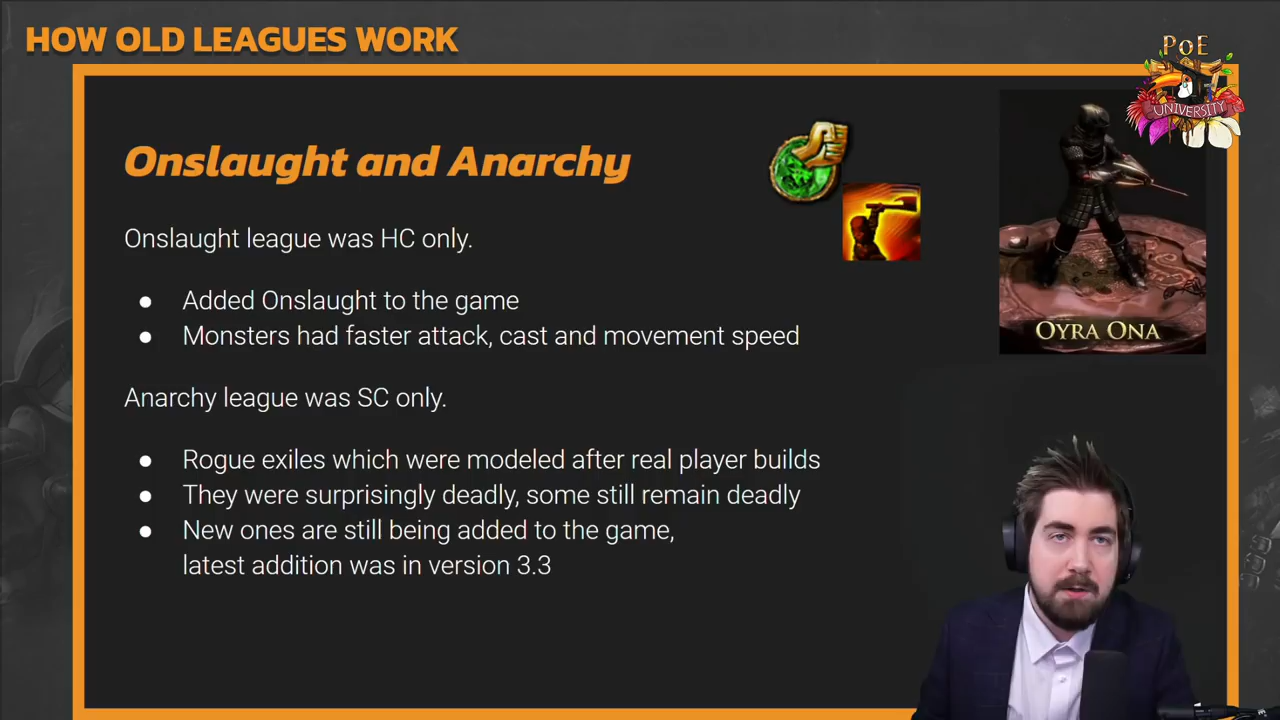 HOW OLD LEAGUES WORK
PoE
UNIVERSITY
Onslaught and Anarchy
Onslaught league was HC only.
● Added Onslaught to the game
● Monsters had faster attack, cast and movement speed
OYRA ONA
Anarchy league was SC only.
● Rogue exiles which were modeled after real player builds
● They were surprisingly deadly, some still remain deadly
● New ones are still being added to the game,
latest addition was in version 3.3